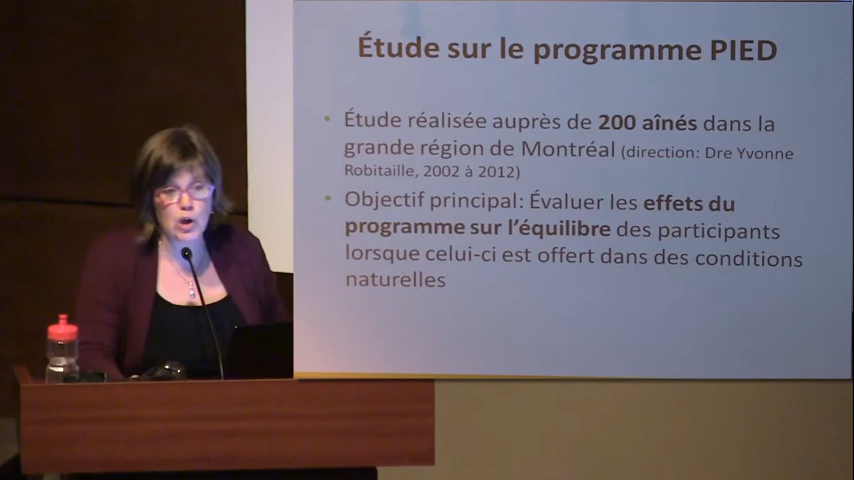 Étude sur le programme PIED
• Étude réalisée auprès de 200 aînés dans la
grande région de Montréal (direction: Dre Yvonne
Robitaille, 2002 à 2012)
• Objectif principal: Évaluer les effets du
programme sur l'équilibre des participants
lorsque celui-ci est offert dans des conditions
naturelles